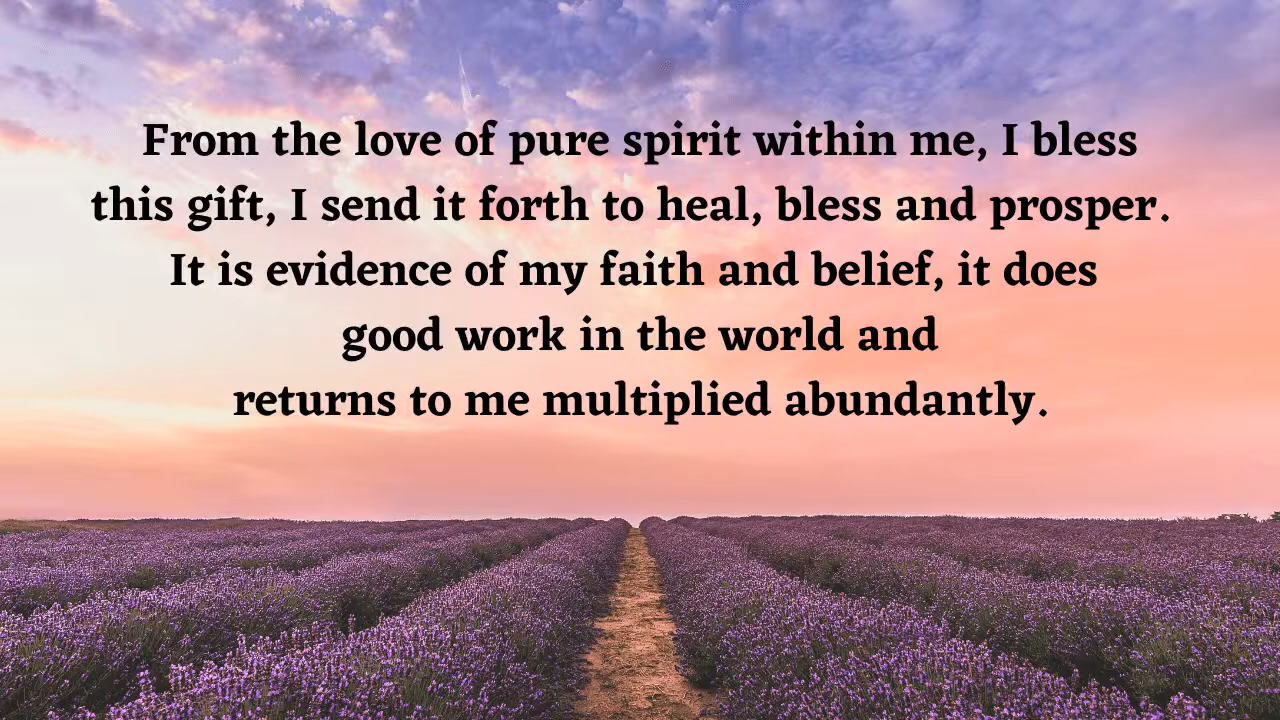 From the love of pure spirit within me, I bless
this gift, I send it forth to heal, bless and prosper.
It is evidence of my faith and belief, it does
good work in the world and
returns to me multiplied abundantly.